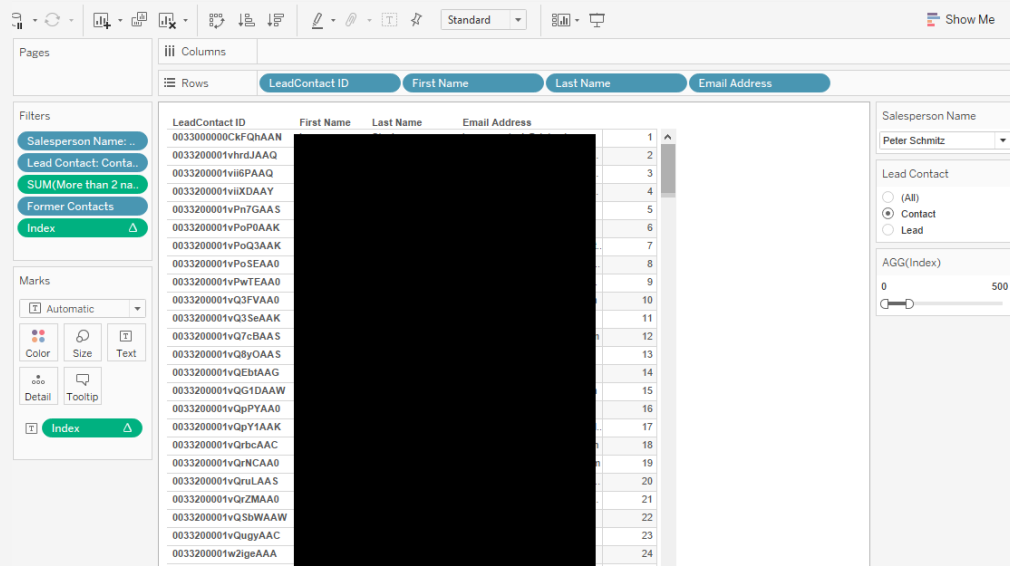 Standard
Show Me
Pages
Columns
Rows
LeadContact ID
First Name
Last Name
Email Address
Filters
Salesperson Name: ..
Lead Contact: Conta..
SUM(More than 2 na..
Former Contacts
Index
Marks
Automatic
Color
Size
Text
Detail
Tooltip
Index
LeadContact ID First Name Last Name Email Address
0033000000CkFQhAAN 1
0033200001vhrdJAAQ 2
0033200001vii6PAAQ 3
0033200001viiXDAAY 4
0033200001vPn7GAAS 5
0033200001vPoP0AAK 6
0033200001vPoQ3AAK 7
0033200001vPoSEAA0 8
0033200001vPwTEAA0 9
0033200001vQ3FVAA0 10
0033200001vQ3SeAAK 11
0033200001vQ7cBAAS 12
0033200001vQ8yOAAS 13
0033200001vQEbtAAG 14
0033200001vQG1DAAW 15
0033200001vQpPYAA0 16
0033200001vQpY1AAK 17
0033200001vQrbcAAC 18
0033200001vQrNCAA0 19
0033200001vQruLAAS 20
0033200001vQrZMAA0 21
0033200001vQSbWAAW 22
0033200001vQugyAAC 23
0033200001w2igeAAA 24
Salesperson Name
Peter Schmitz
Lead Contact
(All)
Contact
Lead
AGG(Index)
0 500